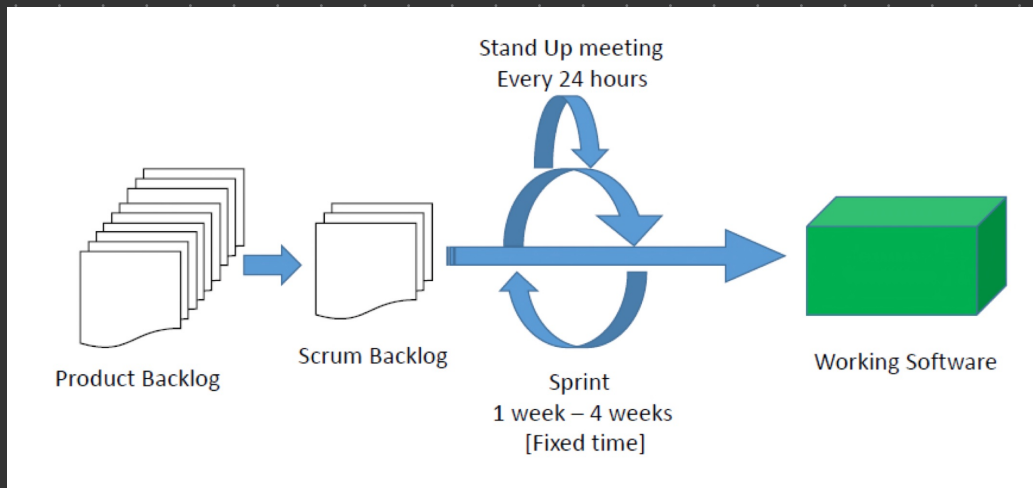 Stand Up meeting
Every 24 hours
Product Backlog
Scrum Backlog
Sprint
1 week – 4 weeks
[Fixed time]
Working Software